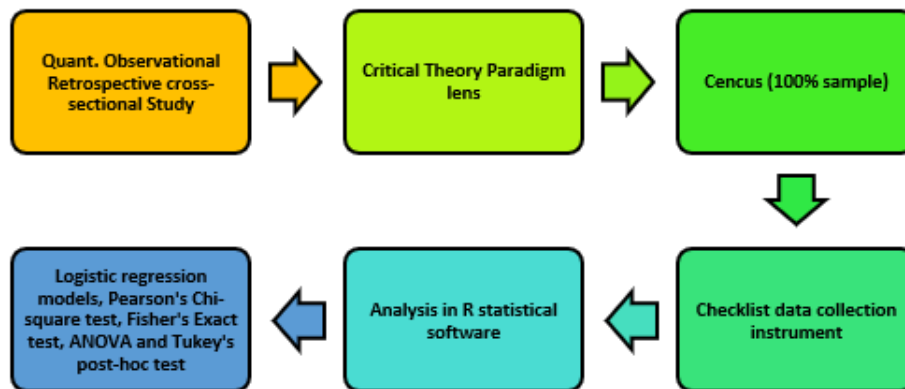 Quant. Observational
Retrospective cross-
sectional Study
Critical Theory Paradigm
lens
Cencus (100% sample)
Checklist data collection
instrument
Analysis in R statistical
software
Logistic regression
models, Pearson's Chi-
square test, Fisher's Exact
test, ANOVA and Tukey's
post-hoc test